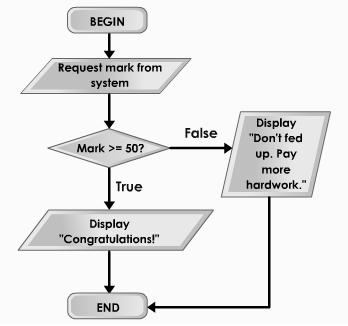 BEGIN
Request mark from
system
Mark >= 50?
False
True
Display
"Don't fed
up. Pay
more
hardwork."
Display
"Congratulations!"
END